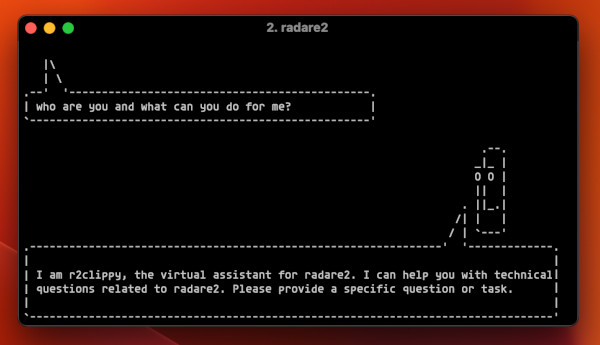 2. radare2
who are you and what can you do for me?
I am r2clippy, the virtual assistant for radare2. I can help you with technical
questions related to radare2. Please provide a specific question or task.